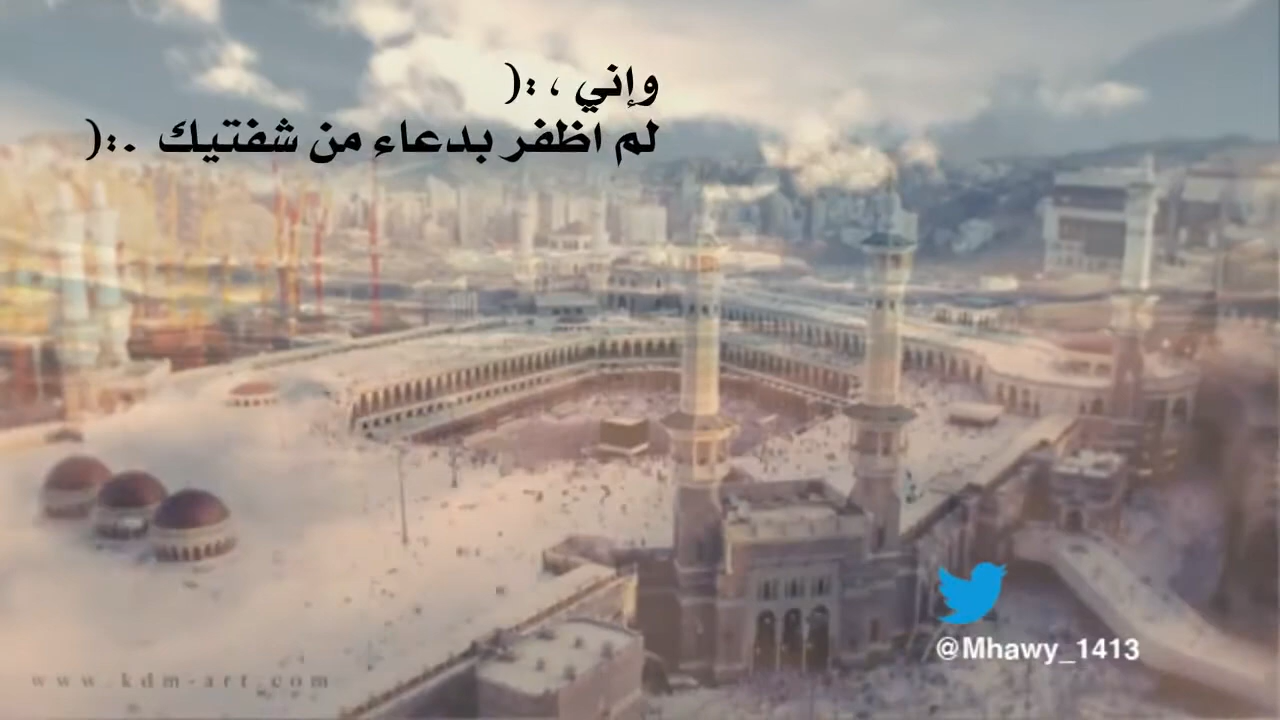 وإني ، :(
لم اظفر بدعاء من شفتيك .:(
@Mhawy_1413
www.kdm-art.com